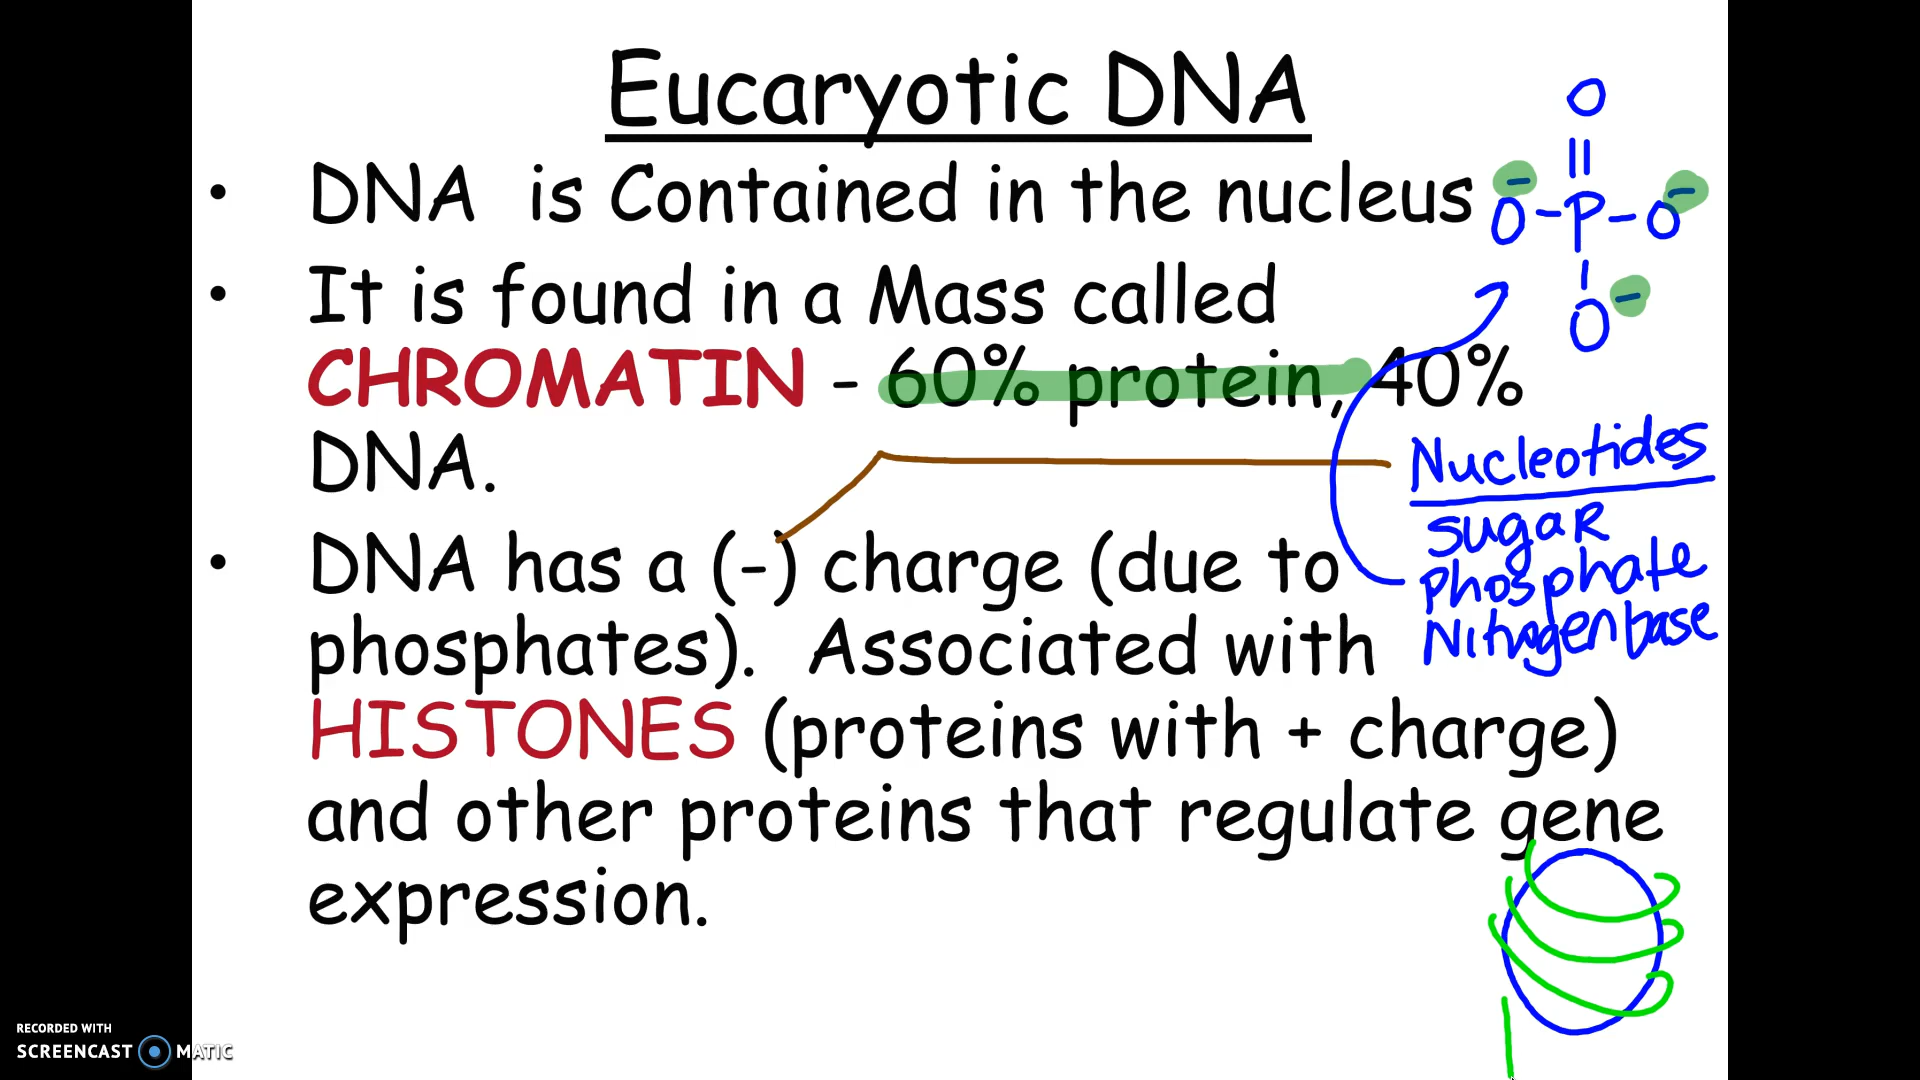 Eucaryotic DNA
• DNA is Contained in the nucleus
• It is found in a Mass called
CHROMATIN - 60% protein, 40%
DNA.
• DNA has a (-) charge (due to
phosphates). Associated with
HISTONES (proteins with + charge)
and other proteins that regulate gene
expression.
O
||
O - P - O
|
O
Nucleotides
sugar
phosphate
Nitrogen base
RECORDED WITH
SCREENCAST MATIC